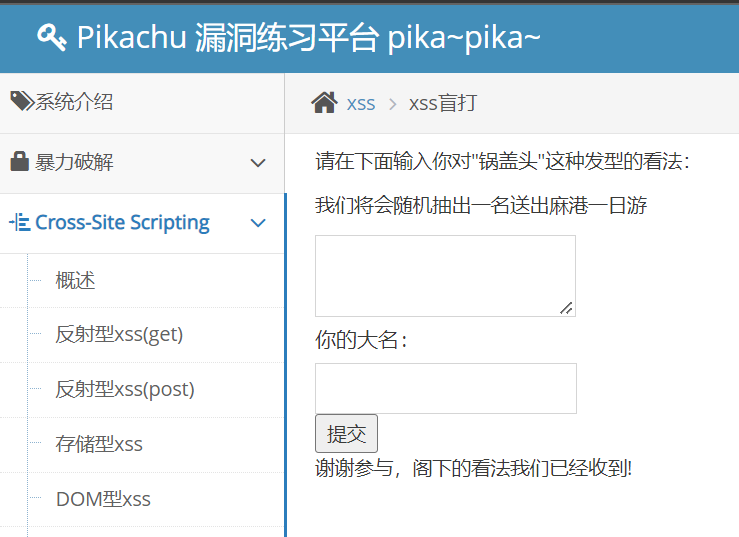 Pikachu 漏洞练习平台 pika~pika~
系统介绍
暴力破解
Cross-Site Scripting
概述
反射型xss(get)
反射型xss(post)
存储型xss
DOM型xss
xss > xss盲打
请在下面输入你对"锅盖头"这种发型的看法：
我们将会随机抽出一名送出麻港一日游
你的大名：
提交
谢谢参与，阁下的看法我们已经收到!